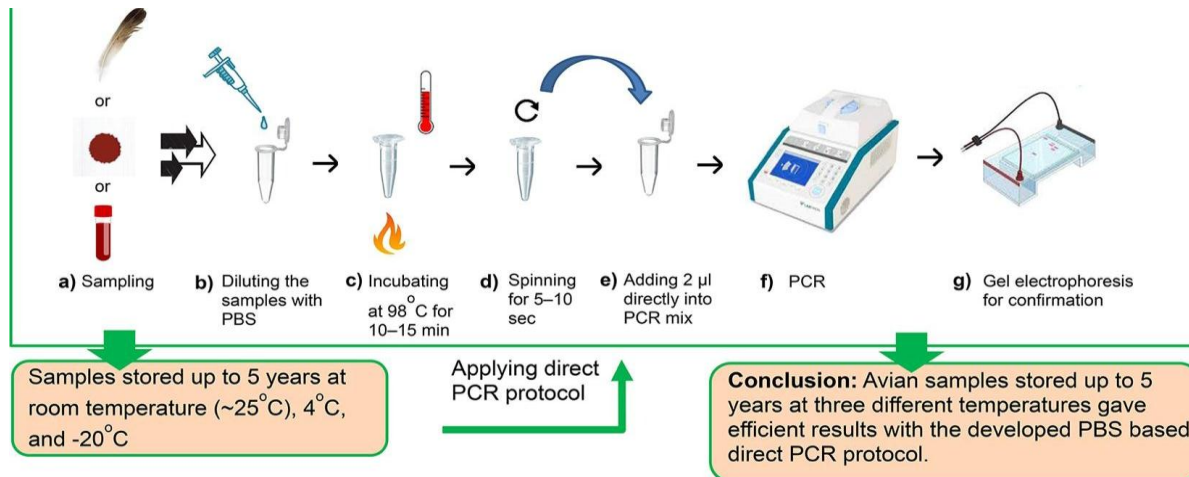 or
or
a) Sampling
b) Diluting the
samples with
PBS
c) Incubating
at 98°C for
10–15 min
d) Spinning
for 5–10
sec
e) Adding 2 µl
directly into
PCR mix
f) PCR
g) Gel electrophoresis
for confirmation
Samples stored up to 5 years at
room temperature (~25°C), 4°C,
and -20°C
Applying direct
PCR protocol
Conclusion: Avian samples stored up to 5
years at three different temperatures gave
efficient results with the developed PBS based
direct PCR protocol.